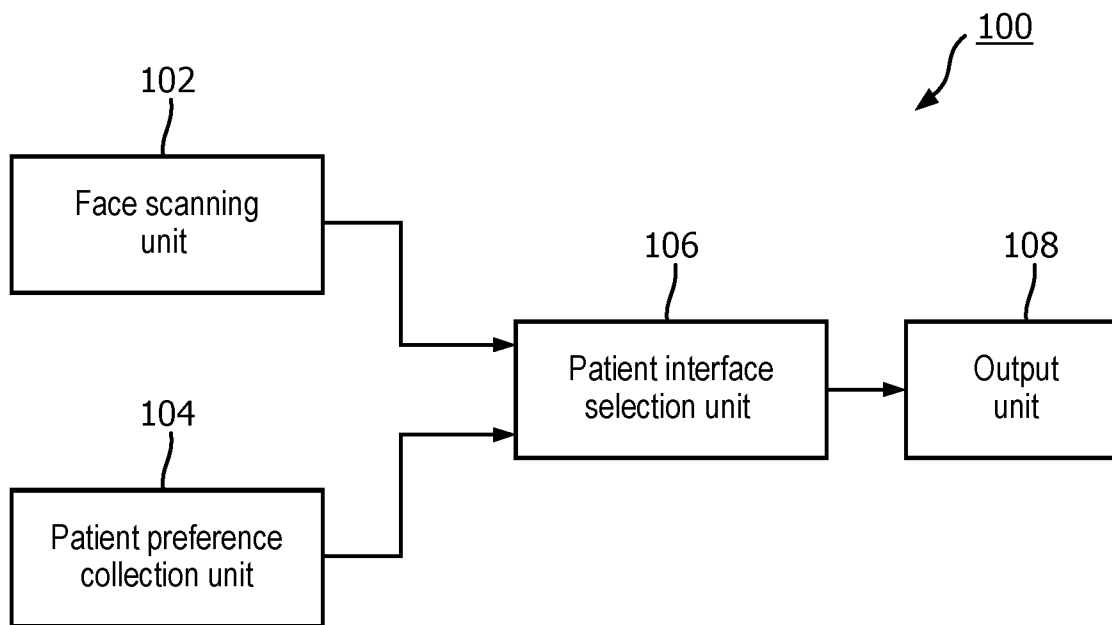 100
102
Face scanning
unit
106
108
Patient interface
selection unit
Output
unit
104
Patient preference
collection unit